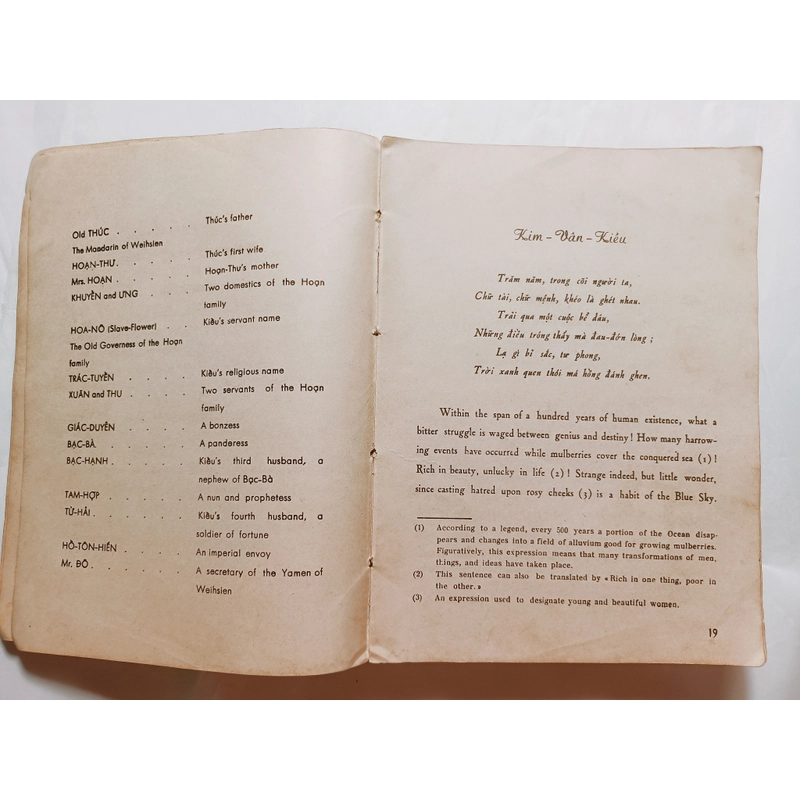 Old THÚC . . . . . Thúc's father
The Mandarin of Weihsien
HOẠN-THƯ . . . . . Thúc's first wife
Mrs. HOẠN . . . . . Hoạn-Thư's mother
KHUYỂN and ƯNG . . . . Two domestics of the Hoạn
family
HOA-NÔ (Slave-Flower) . . Kiều's servant name
The Old Governess of the Hoạn
family
TRÁC-TUYỀN . . . . Kiều's religious name
XUÂN and THU . . . . Two servants of the Hoạn
family
GIÁC-DUYÊN . . . . A bonzess
BẠC-BÀ . . . . . A panderess
BẠC-HẠNH . . . . . Kiều's third husband, a
nephew of Bạc-Bà
TAM-HỢP . . . . A nun and prophetess
TỪ-HẢI . . . . . Kiều's fourth husband, a
soldier of fortune
HỒ-TÔN-HIẾN . . . . An imperial envoy
Mr. ĐÔ . . . . . A secretary of the Yamen of
Weihsien
Kim - Vân - Kiều
Trăm năm, trong cõi người ta,
Chữ tài, chữ mệnh, khéo là ghét nhau.
Trải qua một cuộc bể dâu,
Những điều trông thấy mà đau-đớn lòng ;
Lạ gì bỉ sắc, tư phong,
Trời xanh quen thói má hồng đánh ghen.
Within the span of a hundred years of human existence, what a
bitter struggle is waged between genius and destiny! How many harrow-
ing events have occurred while mulberries cover the conquered sea (1)!
Rich in beauty, unlucky in life (2)! Strange indeed, but little wonder,
since casting hatred upon rosy cheeks (3) is a habit of the Blue Sky.
(1) According to a legend, every 500 years a portion of the Ocean disap-
pears and changes into a field of alluvium good for growing mulberries.
Figuratively, this expression means that many transformations of men,
things, and ideas have taken place.
(2) This sentence can also be translated by «Rich in one thing, poor in
the other.»
(3) An expression used to designate young and beautiful women.
19